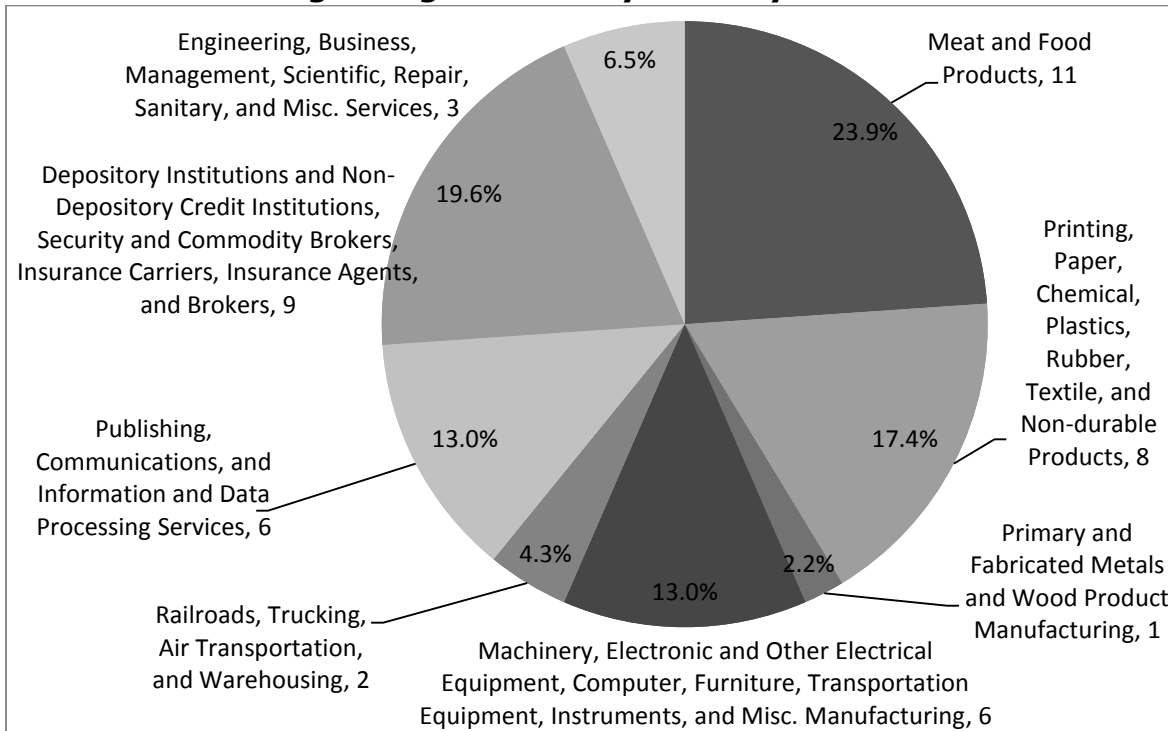 Engineering, Business,
Management, Scientific, Repair,
Sanitary, and Misc. Services, 3
6.5%
Meat and Food
Products, 11
23.9%
Depository Institutions and Non-
Depository Credit Institutions,
Security and Commodity Brokers,
Insurance Carriers, Insurance Agents,
and Brokers, 9
19.6%
Printing,
Paper,
Chemical,
Plastics,
Rubber,
Textile, and
Non-durable
Products, 8
17.4%
Publishing,
Communications, and
Information and Data
Processing Services, 6
13.0%
Primary and
Fabricated Metals
and Wood Product
Manufacturing, 1
2.2%
4.3%
13.0%
Railroads, Trucking,
Air Transportation,
and Warehousing, 2
Machinery, Electronic and Other Electrical
Equipment, Computer, Furniture, Transportation
Equipment, Instruments, and Misc. Manufacturing, 6